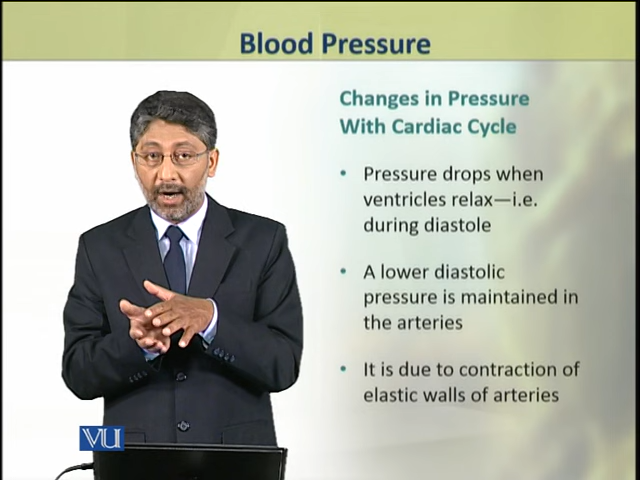 Blood Pressure
Changes in Pressure
With Cardiac Cycle
• Pressure drops when
ventricles relax—i.e.
during diastole
• A lower diastolic
pressure is maintained in
the arteries
• It is due to contraction of
elastic walls of arteries
VU